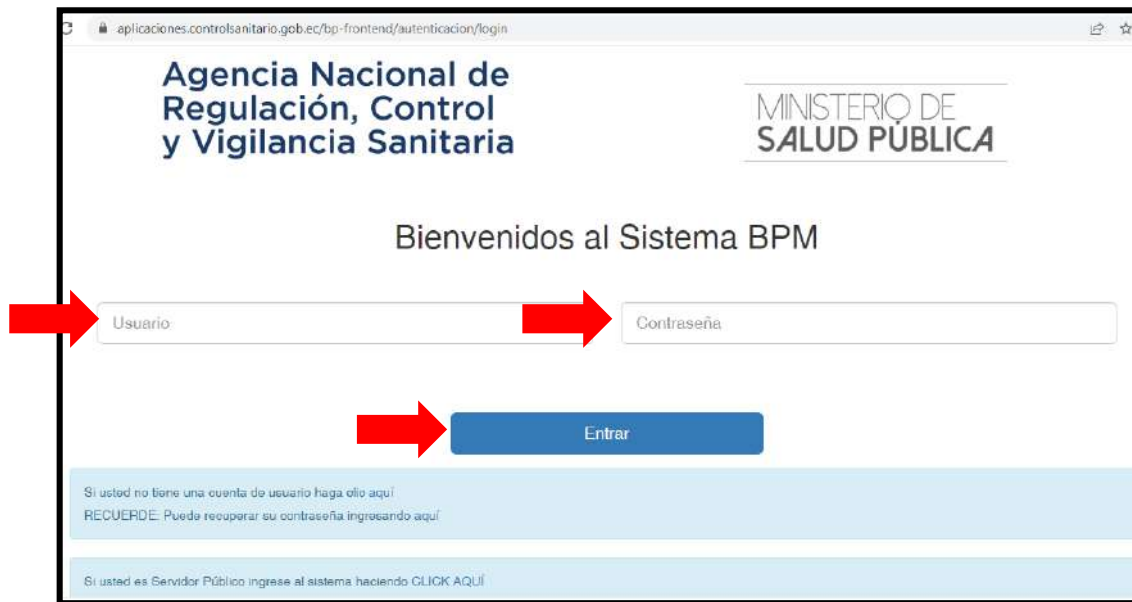 aplicaciones.controlsanitario.gob.ec/bp-frontend/autenticacion/login
Agencia Nacional de
Regulación, Control
y Vigilancia Sanitaria
MINISTERIO DE
SALUD PÚBLICA
Bienvenidos al Sistema BPM
Usuario
Contraseña
Entrar
Si usted no tiene una cuenta de usuario haga clic aquí
RECUERDE: Puede recuperar su contraseña ingresando aquí
Si usted es Servidor Público ingrese al sistema haciendo CLICK AQUÍ